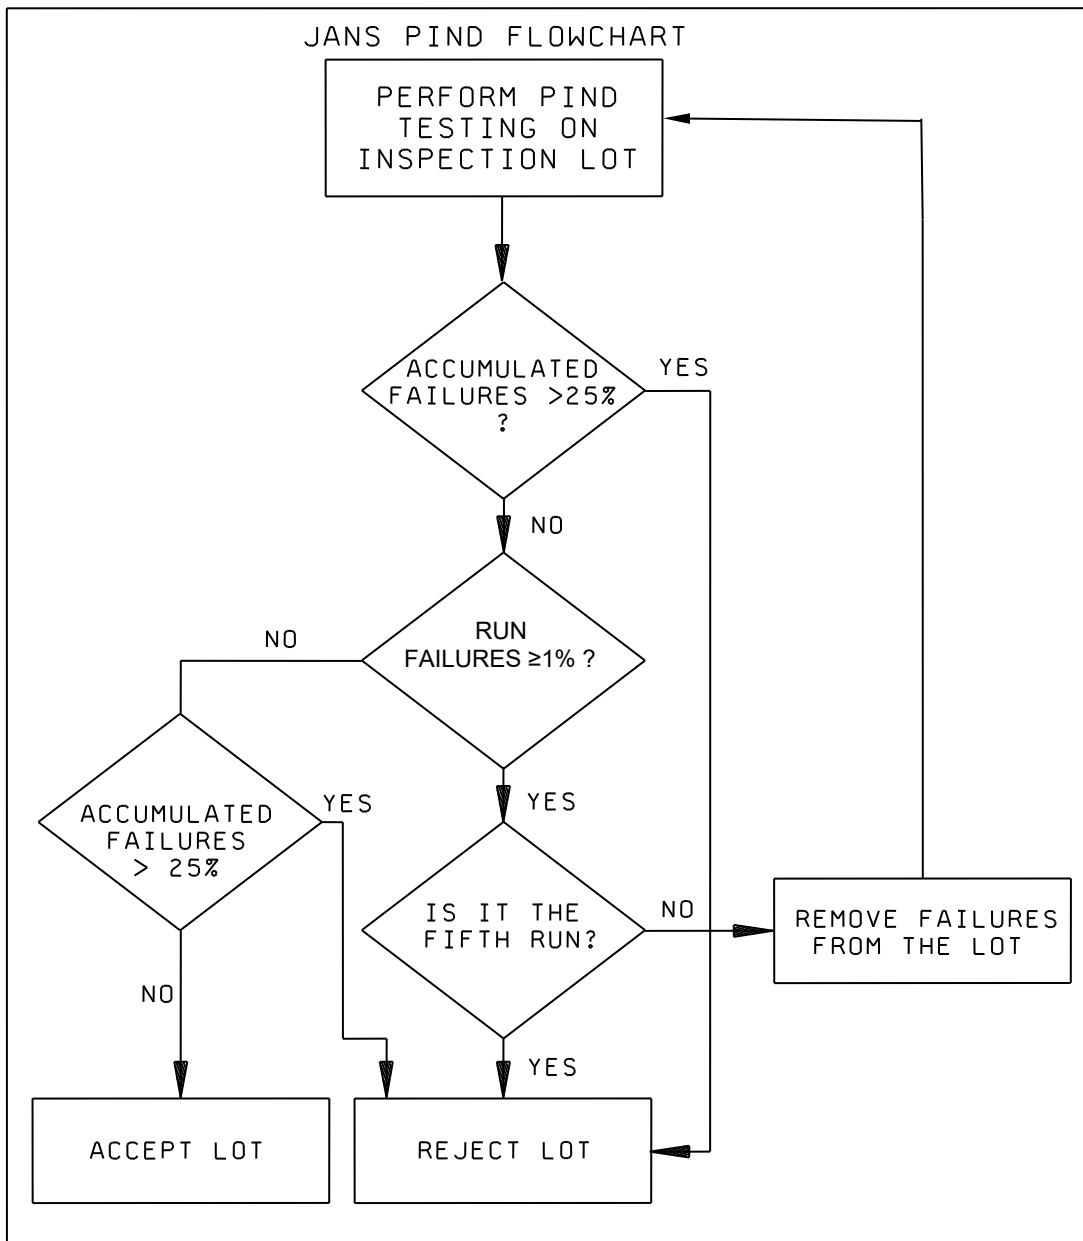 JANS PIND FLOWCHART
PERFORM PIND
TESTING ON
INSPECTION LOT
ACCUMULATED
FAILURES >25%
?
YES
NO
RUN
FAILURES ≥1% ?
NO
YES
ACCUMULATED
FAILURES
> 25%
YES
NO
IS IT THE
FIFTH RUN?
NO
YES
REMOVE FAILURES
FROM THE LOT
ACCEPT LOT
REJECT LOT